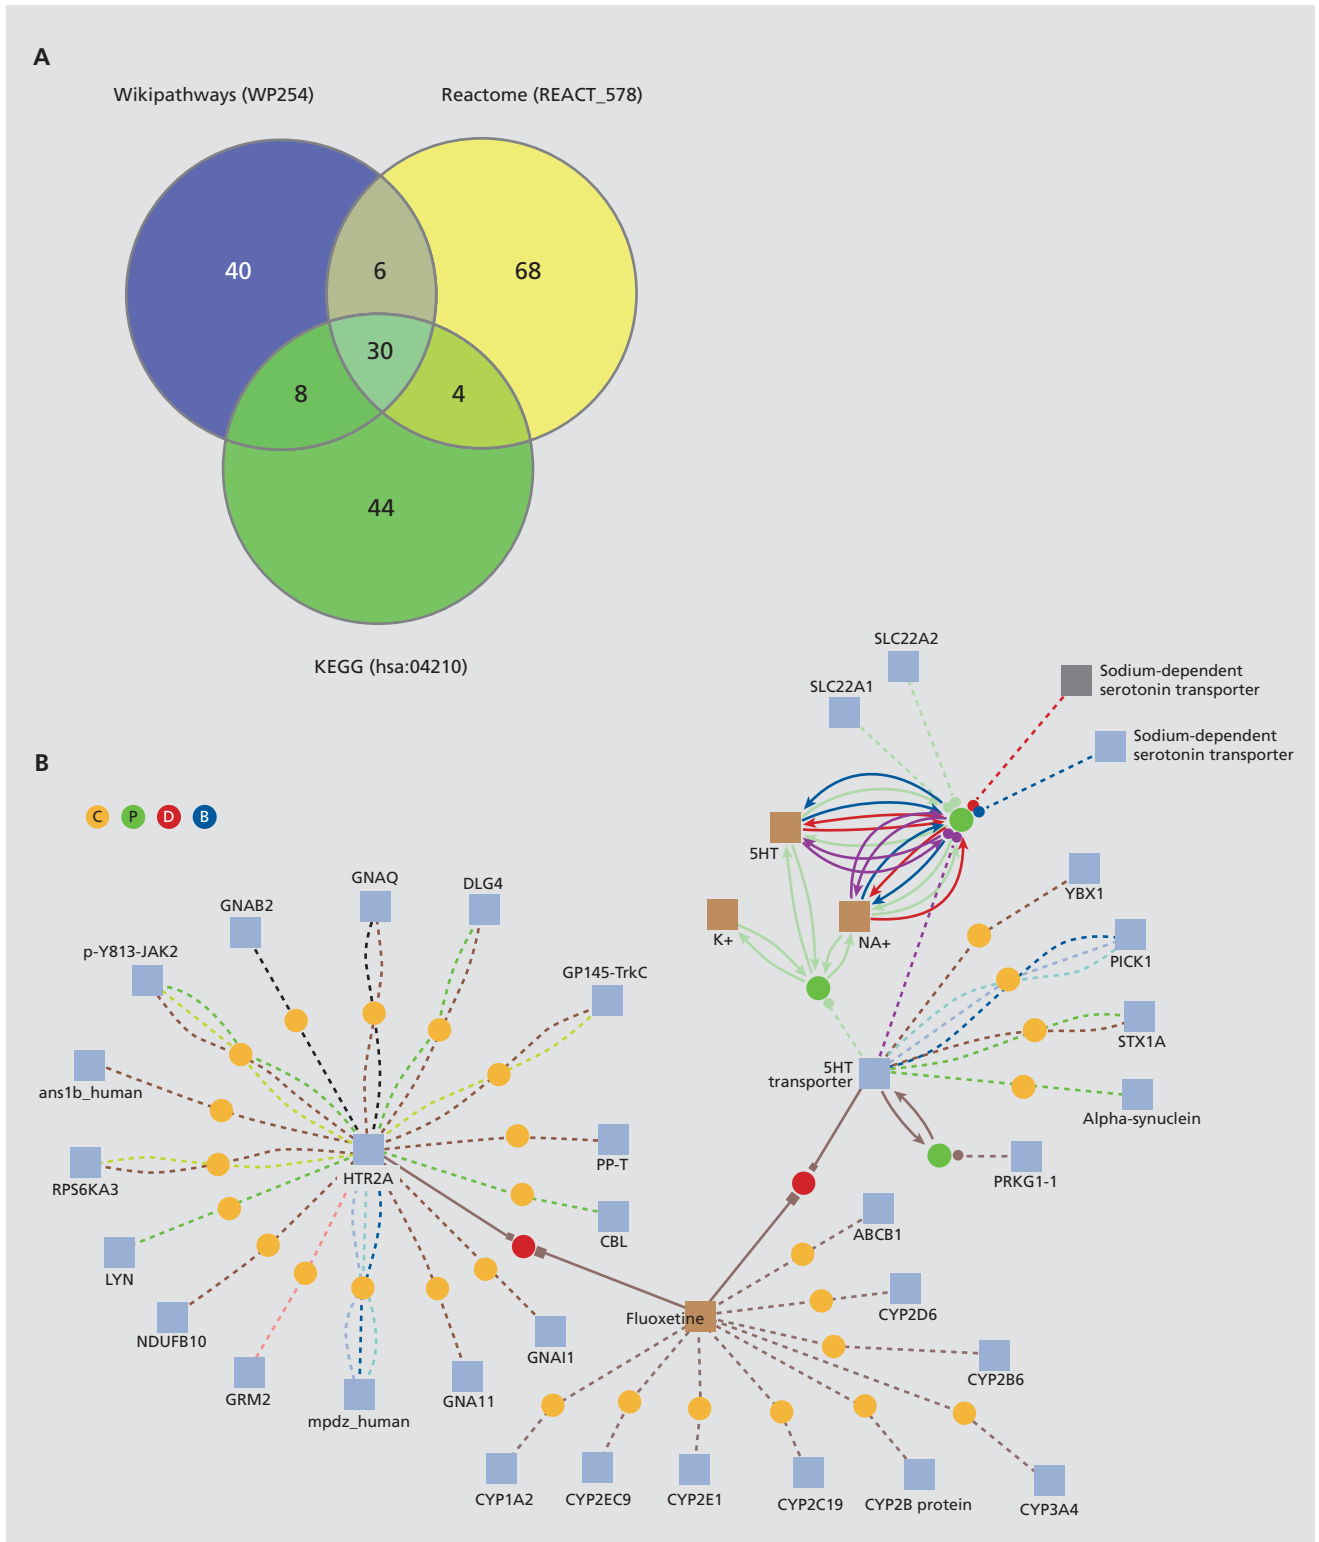 A
Wikipathways (WP254)
Reactome (REACT_578)
40
6
68
30
8
4
44
KEGG (hsa:04210)
B
C P D B
SLC22A2
SLC22A1
Sodium-dependent
serotonin transporter
Sodium-dependent
serotonin transporter
5HT
K+
NA+
YBX1
PICK1
STX1A
5HT
transporter
Alpha-synuclein
PRKG1-1
GNAQ
DLG4
GNAB2
p-Y813-JAK2
GP145-TrkC
ans1b_human
PP-T
HTR2A
RPS6KA3
CBL
LYN
NDUFB10
GRM2
mpdz_human
GNA11
GNAI1
Fluoxetine
ABCB1
CYP2D6
CYP2B6
CYP1A2
CYP2EC9
CYP2E1
CYP2C19
CYP2B protein
CYP3A4